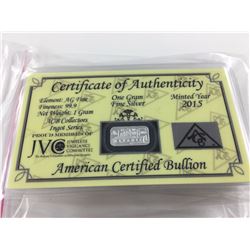 Certificate of Authenticity
Element: AG Fine
Fineness: 99.9
Net Weight: 1 Gram
ACB Collectors
Ingot Series
One Gram
Fine Silver
Minted Year
2015
PROUD MEMBERS OF
JVC
JEWELERS
VIGILANCE
COMMITTEE
American Certified Bullion